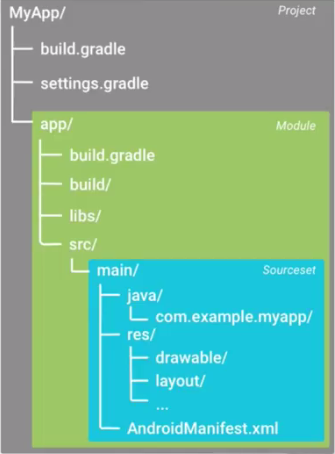 MyApp/ Project
build.gradle
settings.gradle
app/ Module
build.gradle
build/
libs/
src/
main/ Sourceset
java/
com.example.myapp/
res/
drawable/
layout/
...
AndroidManifest.xml